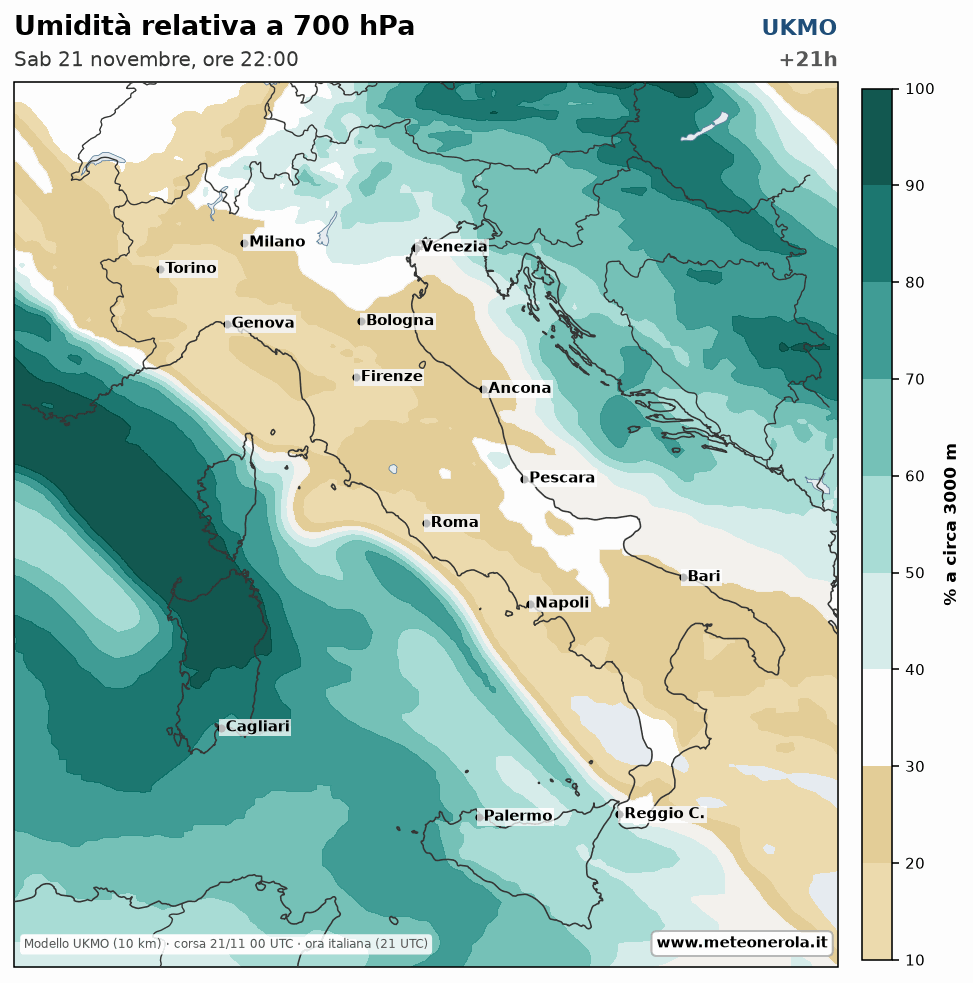 Umidità relativa a 700 hPa
UKMO
Sab 21 novembre, ore 22:00
+21h
Milano
Venezia
Torino
Genova
Bologna
Firenze
Ancona
Pescara
Roma
Bari
Napoli
Cagliari
Palermo
Reggio C.
100
90
80
70
60
50
40
30
20
10
% a circa 3000 m
Modello UKMO (10 km) · corsa 21/11 00 UTC · ora italiana (21 UTC)
www.meteonerola.it